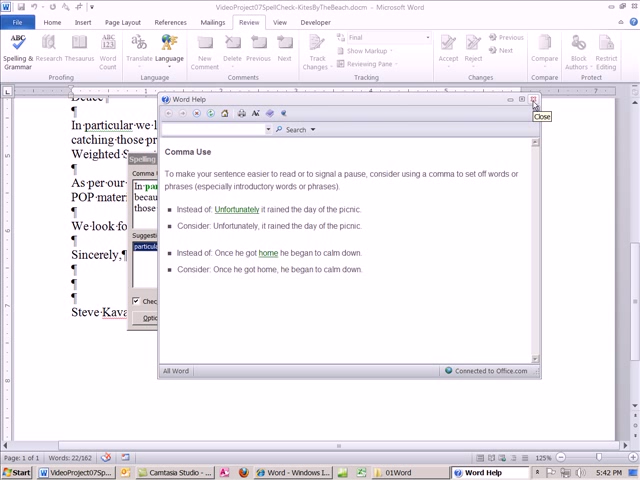 VideoProject07SpellCheck-KitesByTheBeach.docm - Microsoft Word
File Home Insert Page Layout References Mailings Review View Developer
ABC Spelling & Grammar Research Thesaurus ABC 123 Word Count Translate Language New Comment Delete Previous Next Track Changes Final Show Markup Reviewing Pane Accept Reject Previous Next Compare Block Authors Restrict Editing
Proofing Language Comments Tracking Changes Compare Protect
Word Help
Close
Search
In particular we l
catching those pr
Weighted S
As per our
POP mater
We look fo
Sincerely,¶
Steve Kava
Spelling
Comma U
In par
becau
those
Suggestio
particula
Chec
Optio
Comma Use
To make your sentence easier to read or to signal a pause, consider using a comma to set off words or
phrases (especially introductory words or phrases).
Instead of: Unfortunately it rained the day of the picnic.
Consider: Unfortunately, it rained the day of the picnic.
Instead of: Once he got home he began to calm down.
Consider: Once he got home, he began to calm down.
All Word Connected to Office.com
Page: 1 of 1 Words: 22/162 125%
Start VideoProject07Spel... Camtasia Studio - ... Word - Windows I... 01Word Word Help 5:42 PM